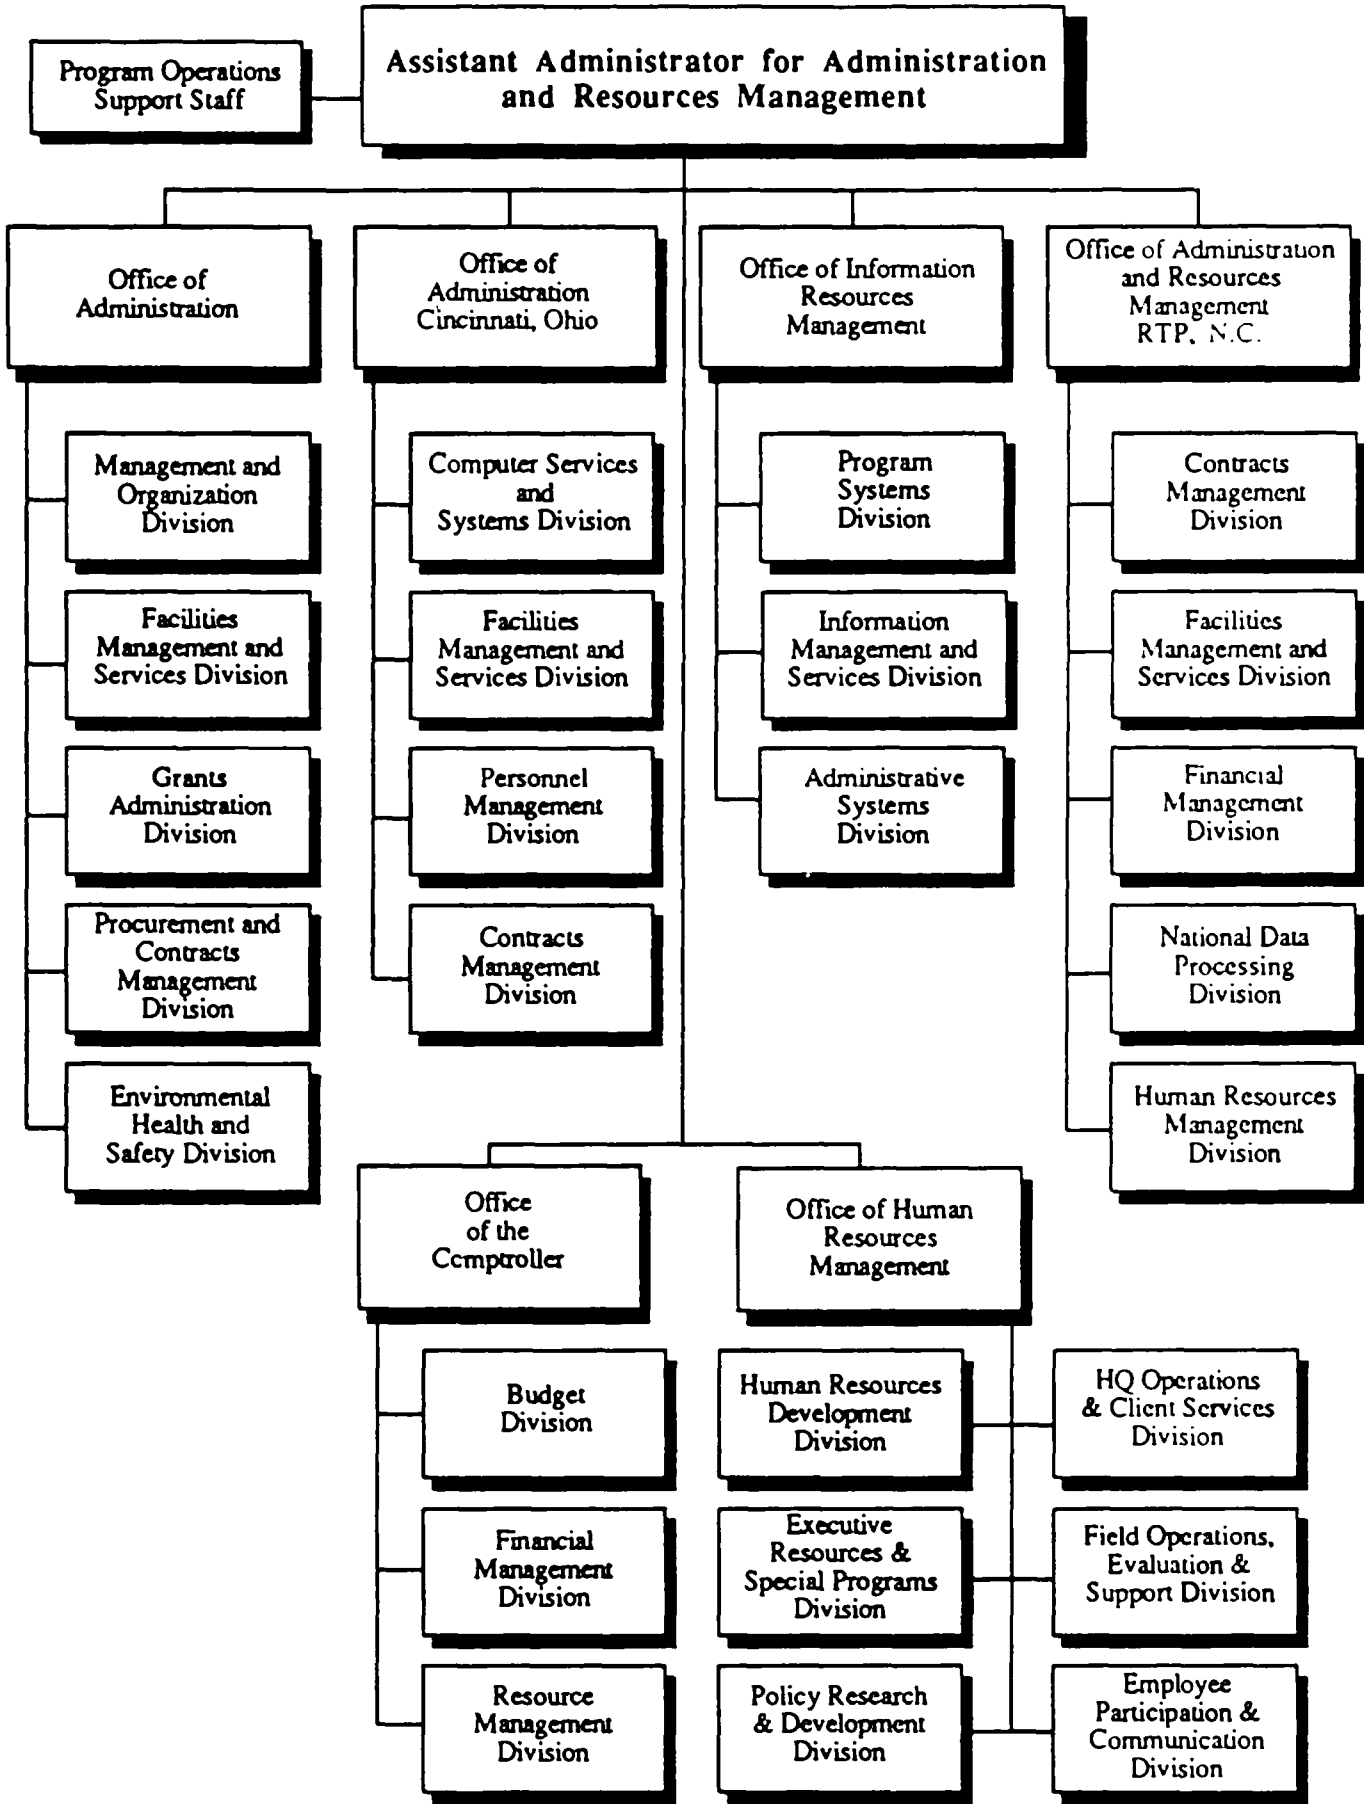 Program Operations
Support Staff
Assistant Administrator for Administration
and Resources Management
Office of
Administration
Office of
Administration
Cincinnati, Ohio
Office of Information
Resources
Management
Office of Administration
and Resources
Management
RTP, N.C.
Management and
Organization
Division
Facilities
Management and
Services Division
Grants
Administration
Division
Procurement and
Contracts
Management
Division
Environmental
Health and
Safety Division
Computer Services
and
Systems Division
Facilities
Management and
Services Division
Personnel
Management
Division
Contracts
Management
Division
Program
Systems
Division
Information
Management and
Services Division
Administrative
Systems
Division
Contracts
Management
Division
Facilities
Management and
Services Division
Financial
Management
Division
National Data
Processing
Division
Human Resources
Management
Division
Office
of the
Comptroller
Office of Human
Resources
Management
Budget
Division
Financial
Management
Division
Resource
Management
Division
Human Resources
Development
Division
Executive
Resources &
Special Programs
Division
Policy Research
& Development
Division
HQ Operations
& Client Services
Division
Field Operations,
Evaluation &
Support Division
Employee
Participation &
Communication
Division